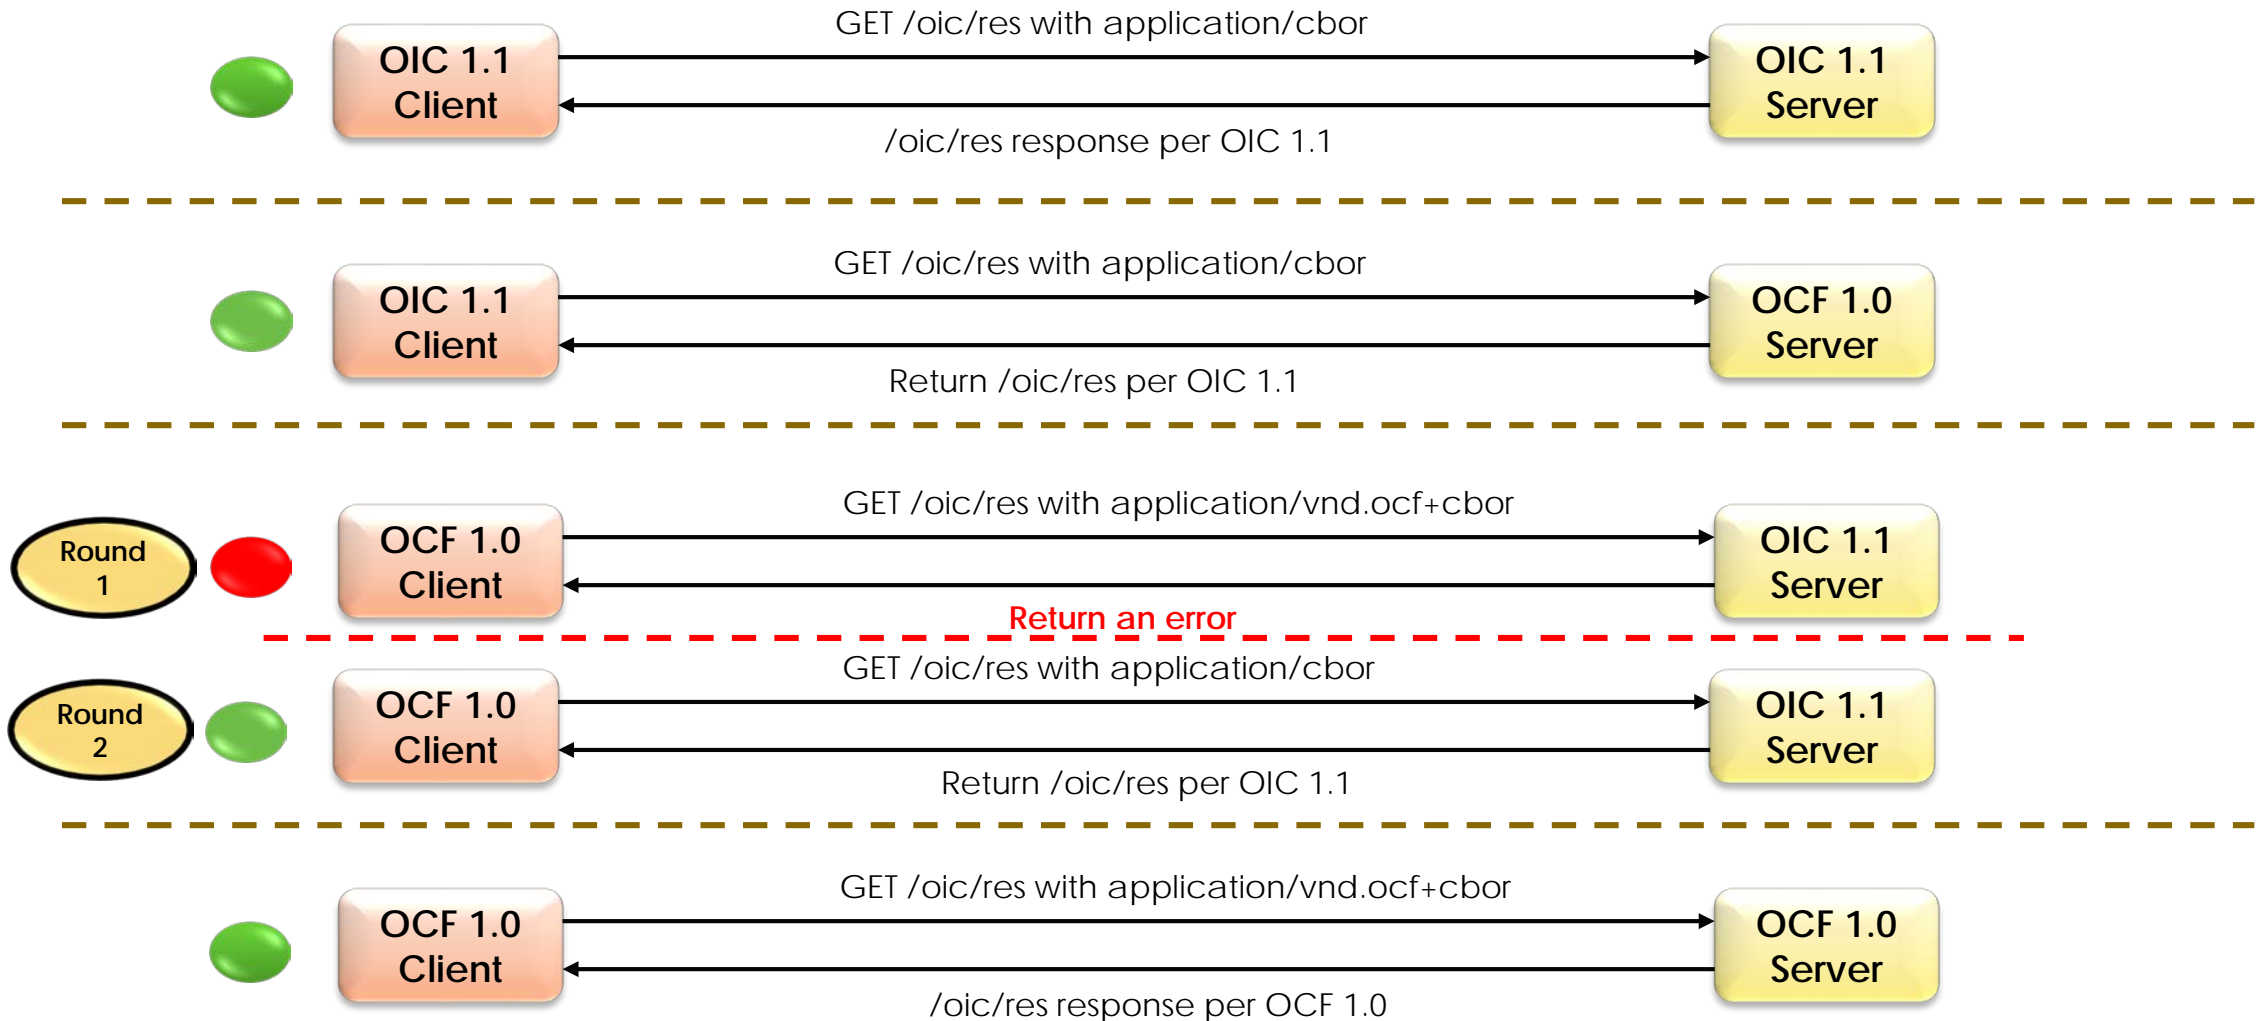 GET /oic/res with application/cbor
OIC 1.1
Client
OIC 1.1
Server
/oic/res response per OIC 1.1
GET /oic/res with application/cbor
OIC 1.1
Client
OCF 1.0
Server
Return /oic/res per OIC 1.1
GET /oic/res with application/vnd.ocf+cbor
Round
1
OCF 1.0
Client
OIC 1.1
Server
Return an error
GET /oic/res with application/cbor
Round
2
OCF 1.0
Client
OIC 1.1
Server
Return /oic/res per OIC 1.1
GET /oic/res with application/vnd.ocf+cbor
OCF 1.0
Client
OCF 1.0
Server
/oic/res response per OCF 1.0